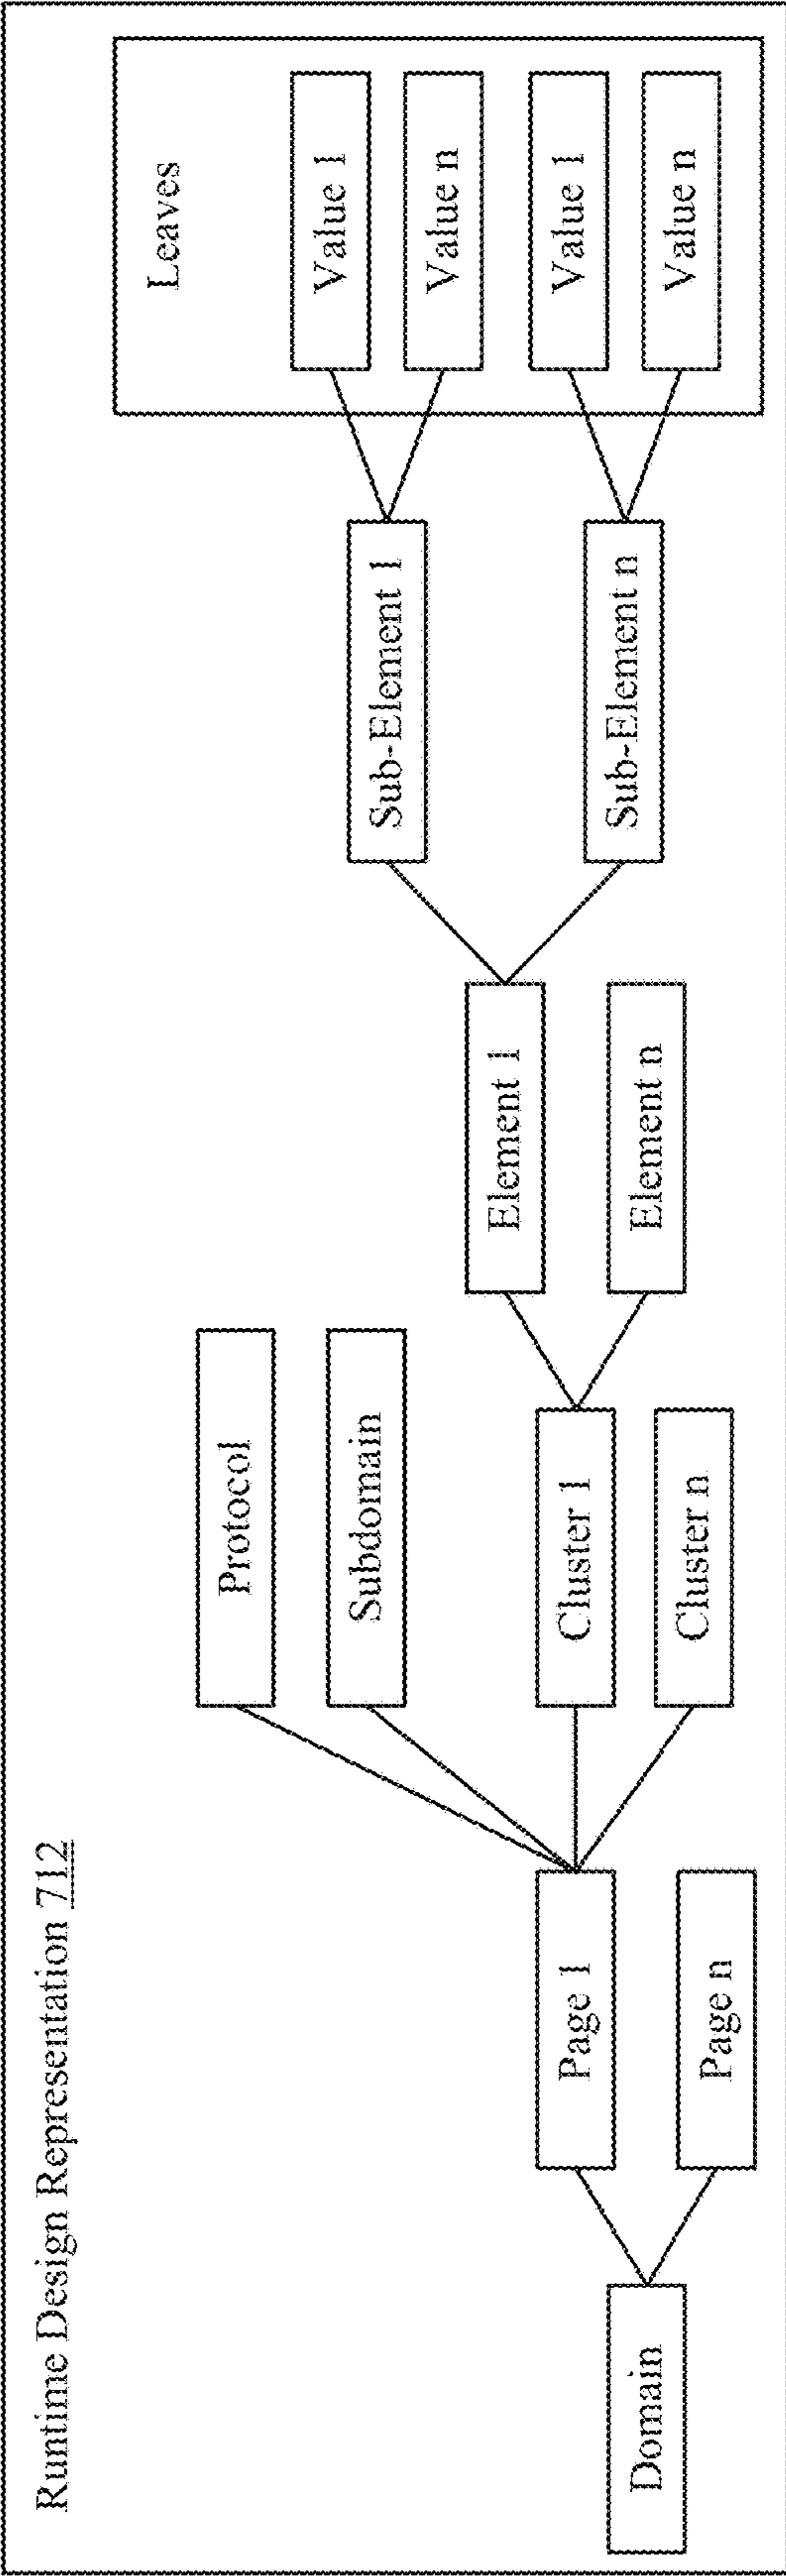 Runtime Design Representation 712
Domain
Page 1
Page n
Protocol
Subdomain
Cluster 1
Cluster n
Element 1
Element n
Sub-Element 1
Sub-Element n
Leaves
Value 1
Value n
Value 1
Value n